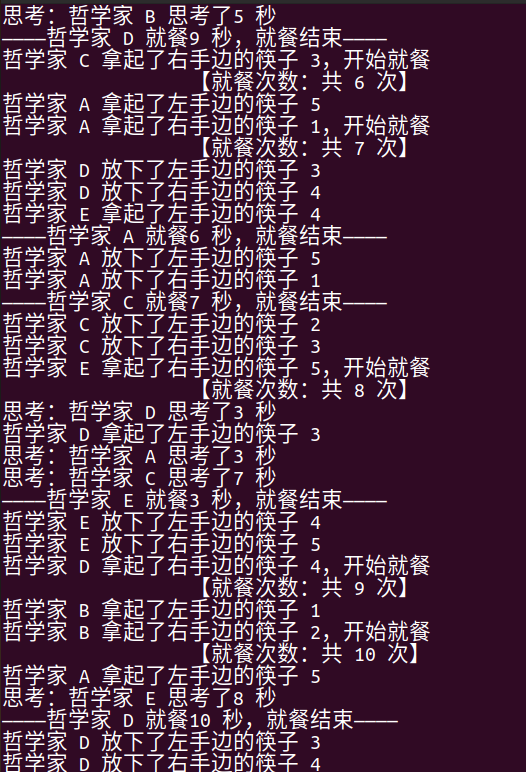 思考: 哲学家 B 思考了5 秒
————哲学家 D 就餐9 秒，就餐结束————
哲学家 C 拿起了右手边的筷子 3，开始就餐
【就餐次数: 共 6 次】
哲学家 A 拿起了左手边的筷子 5
哲学家 A 拿起了右手边的筷子 1，开始就餐
【就餐次数: 共 7 次】
哲学家 D 放下了左手边的筷子 3
哲学家 D 放下了右手边的筷子 4
哲学家 E 拿起了左手边的筷子 4
————哲学家 A 就餐6 秒，就餐结束————
哲学家 A 放下了左手边的筷子 5
哲学家 A 放下了右手边的筷子 1
————哲学家 C 就餐7 秒，就餐结束————
哲学家 C 放下了左手边的筷子 2
哲学家 C 放下了右手边的筷子 3
哲学家 E 拿起了右手边的筷子 5，开始就餐
【就餐次数: 共 8 次】
思考: 哲学家 D 思考了3 秒
哲学家 D 拿起了左手边的筷子 3
思考: 哲学家 A 思考了3 秒
思考: 哲学家 C 思考了7 秒
————哲学家 E 就餐3 秒，就餐结束————
哲学家 E 放下了左手边的筷子 4
哲学家 E 放下了右手边的筷子 5
哲学家 D 拿起了右手边的筷子 4，开始就餐
【就餐次数: 共 9 次】
哲学家 B 拿起了左手边的筷子 1
哲学家 B 拿起了右手边的筷子 2，开始就餐
【就餐次数: 共 10 次】
哲学家 A 拿起了左手边的筷子 5
思考: 哲学家 E 思考了8 秒
————哲学家 D 就餐10 秒，就餐结束————
哲学家 D 放下了左手边的筷子 3
哲学家 D 放下了右手边的筷子 4